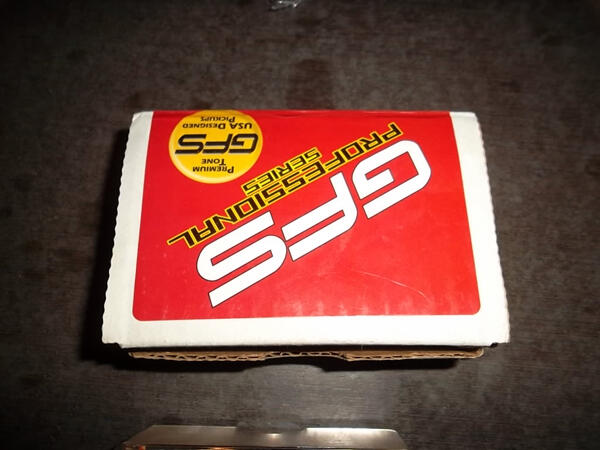 GFS
PROFESSIONAL
SERIES
PREMIUM
TONE
GFS
USA DESIGNED
PICKUPS